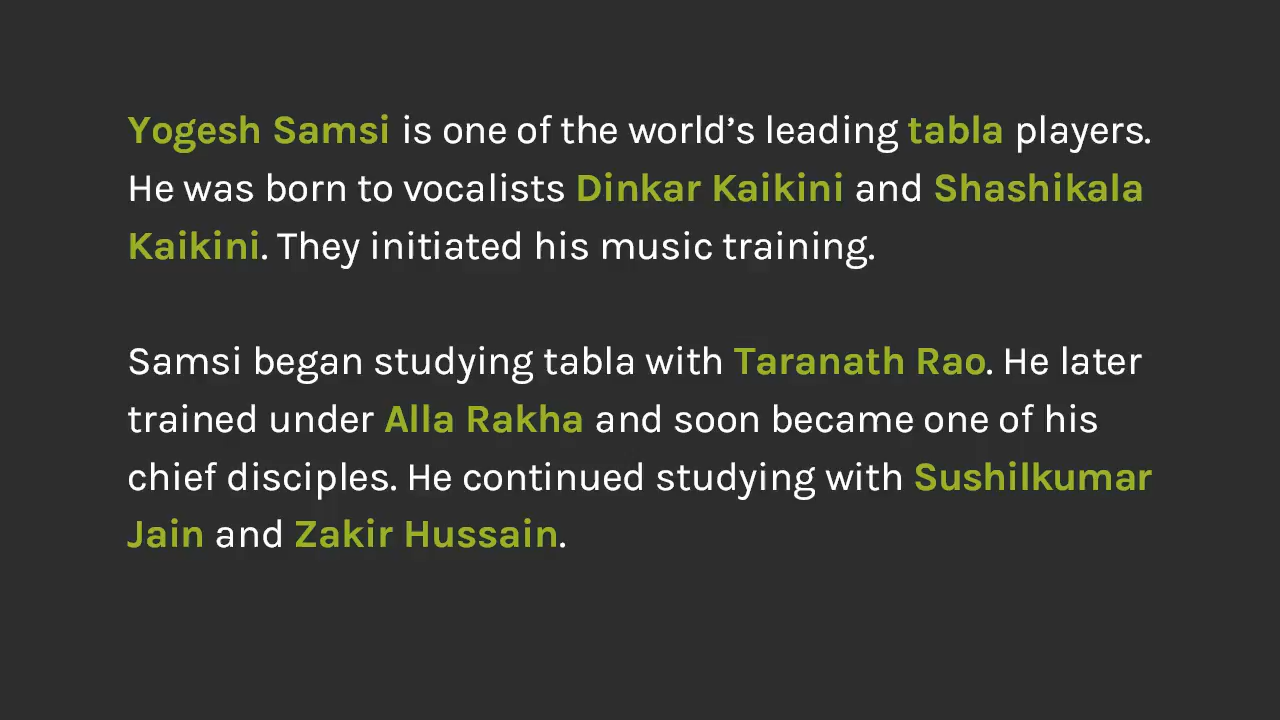 Yogesh Samsi is one of the world’s leading tabla players.
He was born to vocalists Dinkar Kaikini and Shashikala
Kaikini. They initiated his music training.
Samsi began studying tabla with Taranath Rao. He later
trained under Alla Rakha and soon became one of his
chief disciples. He continued studying with Sushilkumar
Jain and Zakir Hussain.